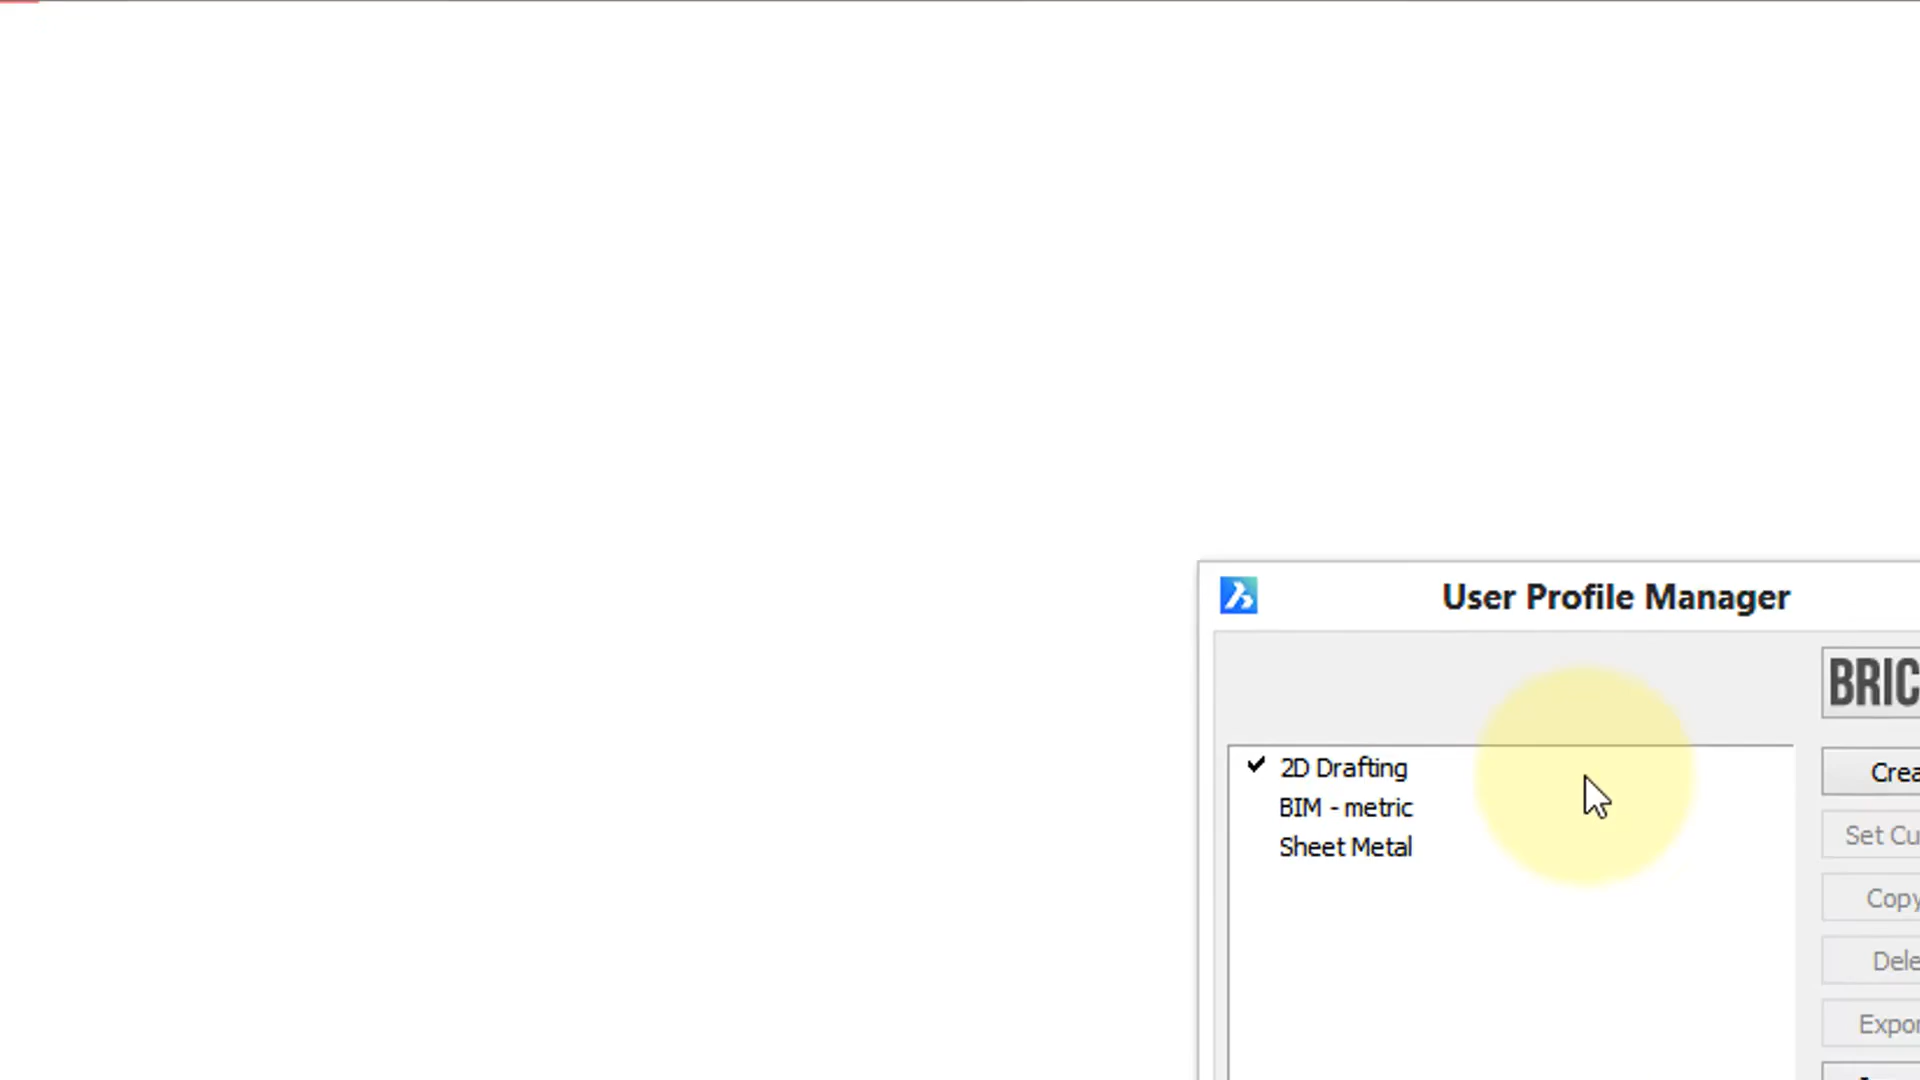 User Profile Manager
BRIC
2D Drafting
BIM - metric
Sheet Metal
Crea
Set Cu
Copy
Dele
Expor